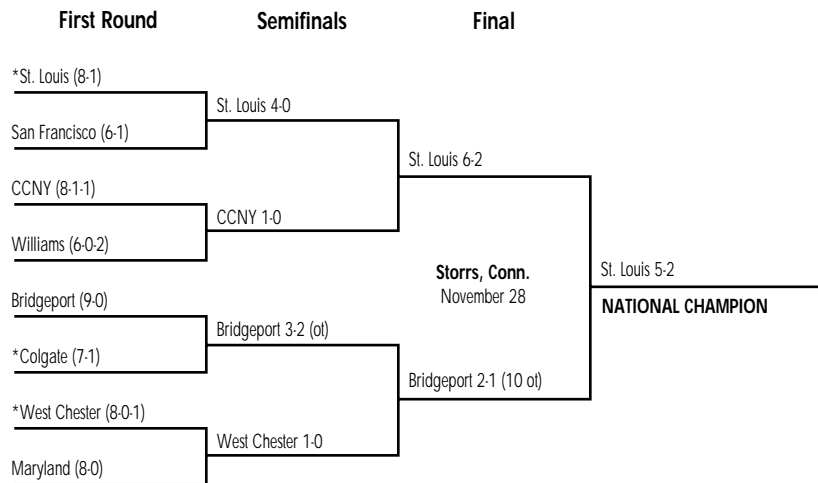 First Round
Semifinals
Final
*St. Louis (8-1)
San Francisco (6-1)
CCNY (8-1-1)
Williams (6-0-2)
Bridgeport (9-0)
*Colgate (7-1)
*West Chester (8-0-1)
Maryland (8-0)
St. Louis 4-0
CCNY 1-0
Bridgeport 3-2 (ot)
West Chester 1-0
St. Louis 6-2
Bridgeport 2-1 (10 ot)
Storrs, Conn.
November 28
St. Louis 5-2
NATIONAL CHAMPION